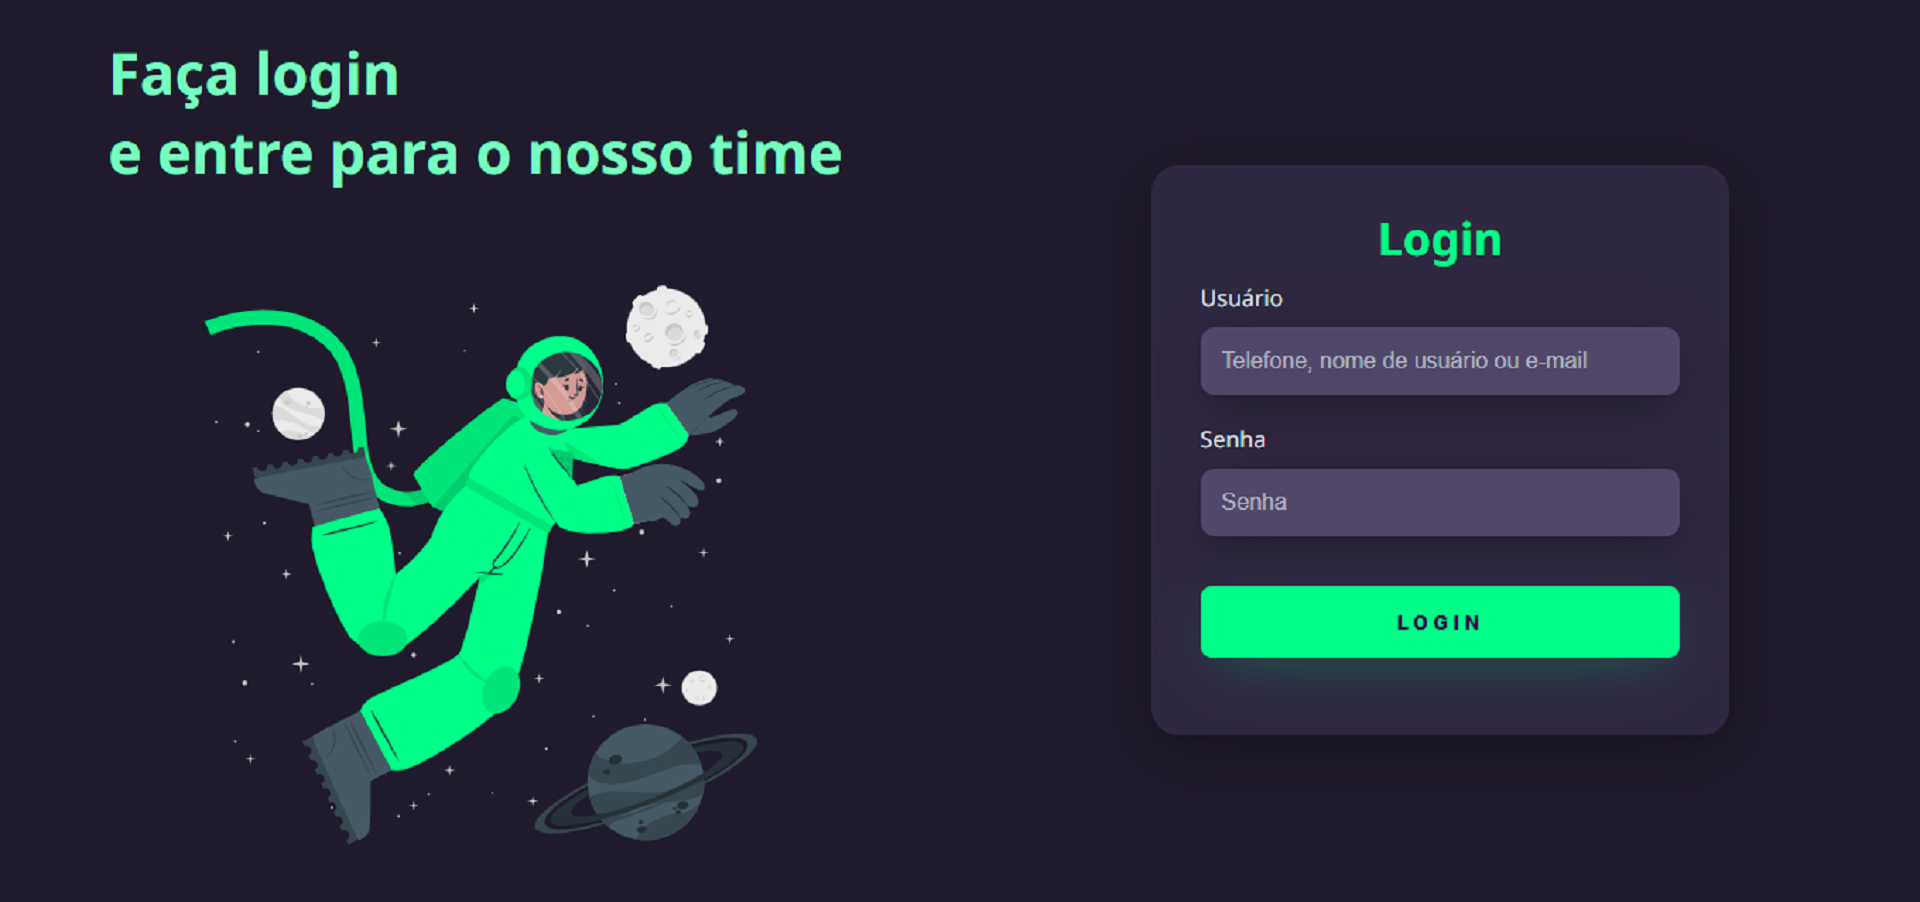 Faça login
e entre para o nosso time
Login
Usuário
Telefone, nome de usuário ou e-mail
Senha
Senha
LOGIN